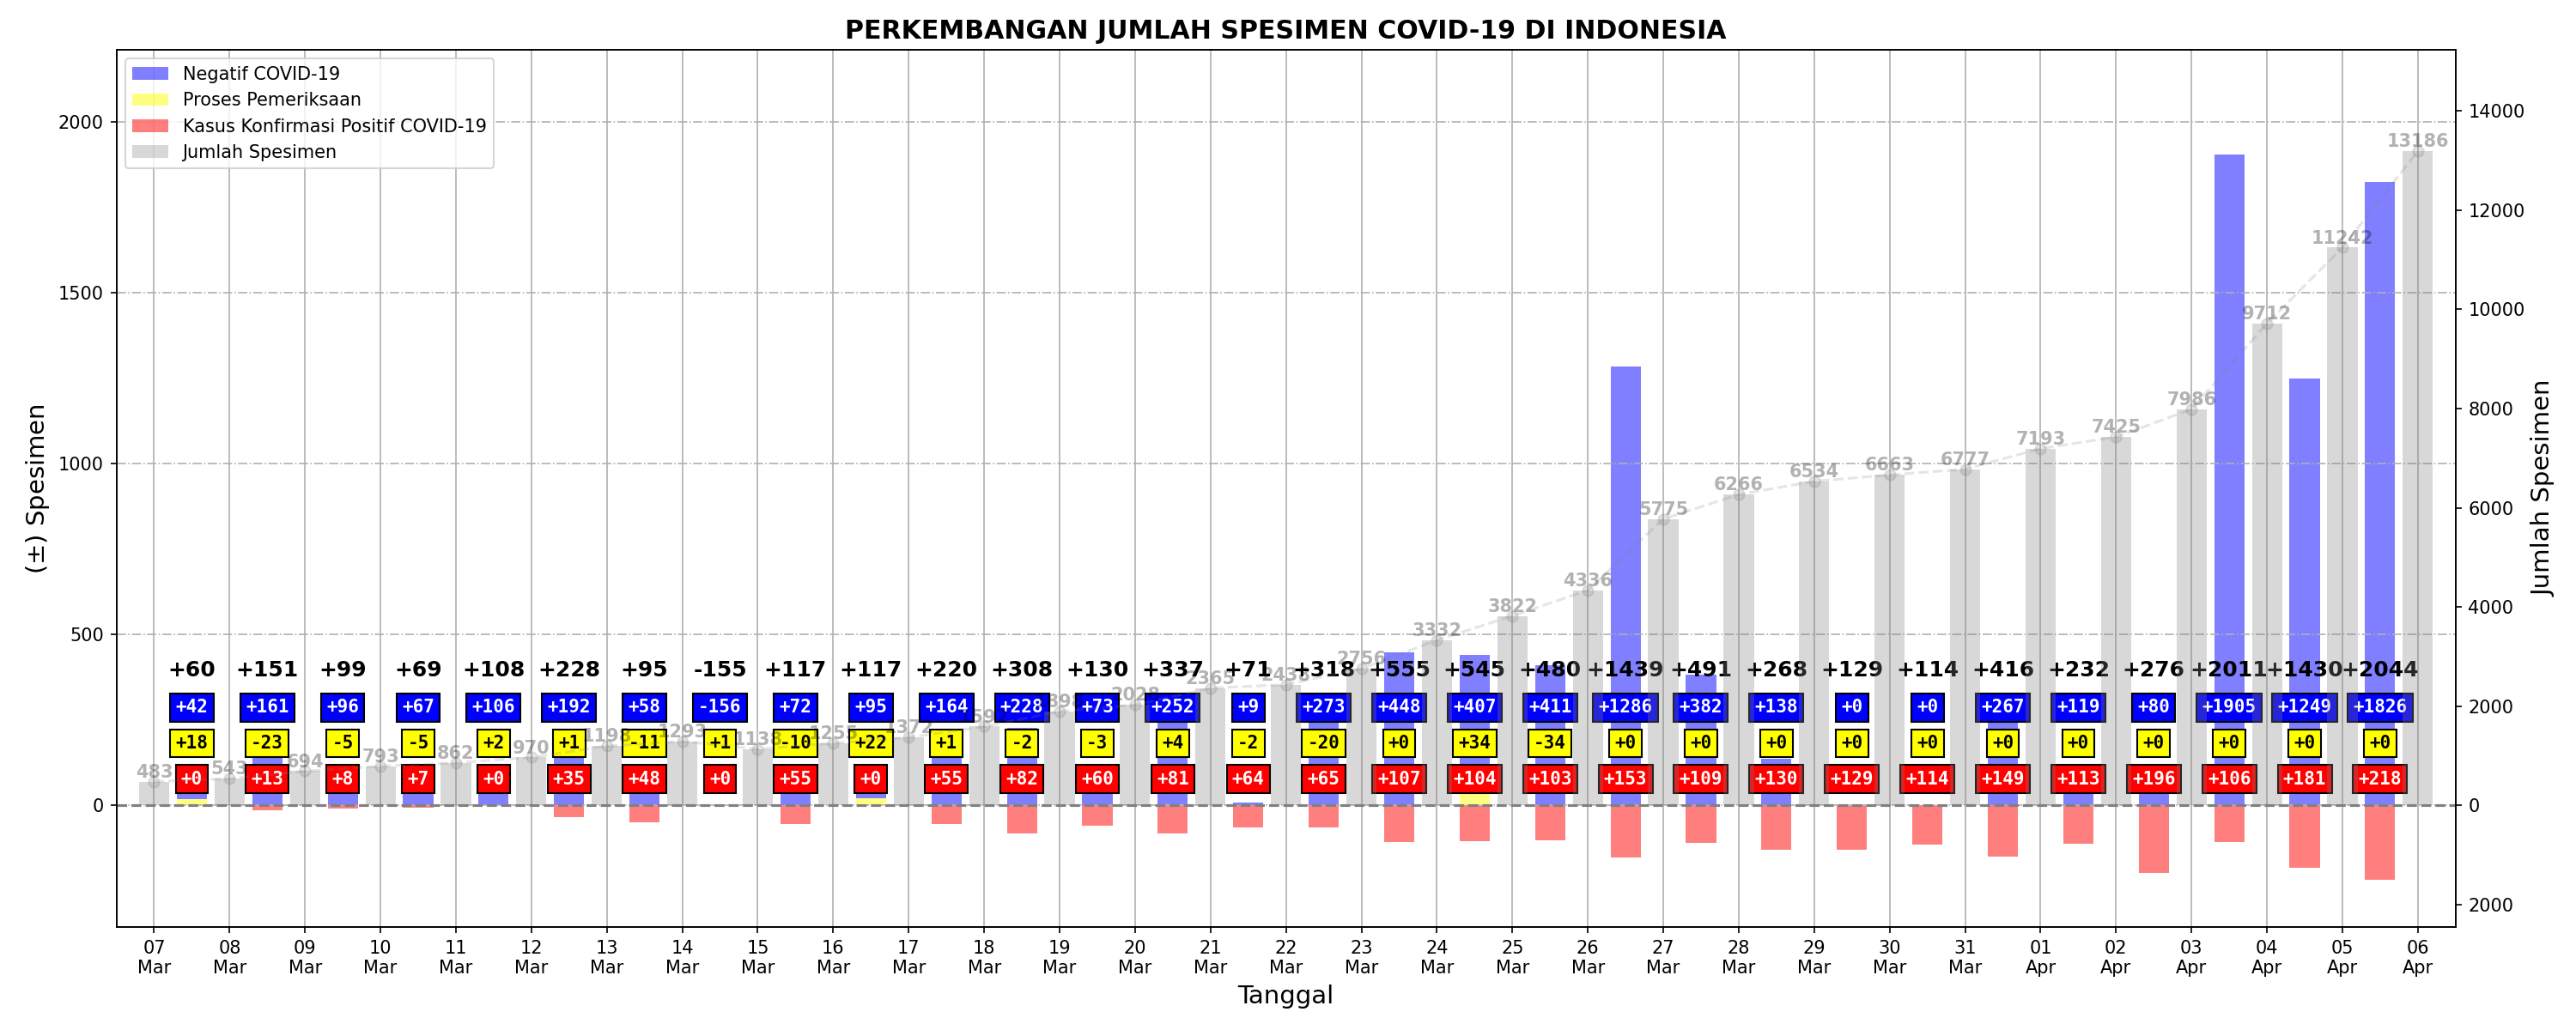 PERKEMBANGAN JUMLAH SPESIMEN COVID-19 DI INDONESIA
Negatif COVID-19
Proses Pemeriksaan
Kasus Konfirmasi Positif COVID-19
Jumlah Spesimen
(±) Spesimen
2000
1500
1000
500
0
14000
12000
10000
8000
6000
4000
2000
0
2000
Jumlah Spesimen
483 543 694 793 862 970 1198 1293 1138 1255 1372 2028 2365 2756 3332 3822 4336 5775 6266 6534 6663 6777 7193 7425 7986 9712 11242 13186
+60 +151 +99 +69 +108 +228 +95 -155 +117 +117 +220 +308 +130 +337 +71 +318 +555 +545 +480 +1439 +491 +268 +129 +114 +416 +232 +276 +2011 +1430 +2044
+42 +161 +96 +67 +106 +192 +58 -156 +72 +95 +164 +228 +73 +252 +9 +273 +448 +407 +411 +1286 +382 +138 +0 +0 +267 +119 +80 +1905 +1249 +1826
+18 -23 -5 -5 +2 +1 -11 +1 -10 +22 +1 -2 -3 +4 -2 -20 +0 +34 -34 +0 +0 +0 +0 +0 +0 +0 +0 +0 +0 +0
+0 +13 +8 +7 +0 +35 +48 +0 +55 +0 +55 +82 +60 +81 +64 +65 +107 +104 +103 +153 +109 +130 +129 +114 +149 +113 +196 +106 +181 +218
07 08 09 10 11 12 13 14 15 16 17 18 19 20 21 22 23 24 25 26 27 28 29 30 31 01 02 03 04 05 06
Mar Mar Mar Mar Mar Mar Mar Mar Mar Mar Mar Mar Mar Mar Mar Mar Mar Mar Mar Mar Mar Mar Mar Mar Mar Apr Apr Apr Apr Apr Apr
Tanggal